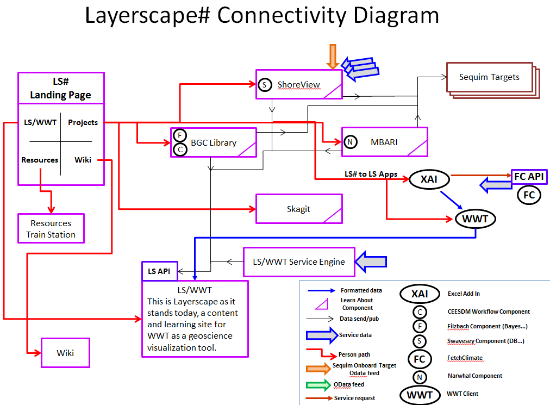 Layerscape# Connectivity Diagram
LS#
Landing Page
LS/WWT
Projects
Resources
Wiki
S
ShoreView
Sequim Targets
F
C
BGC Library
N
MBARI
LS# to LS Apps
XAI
FC API
FC
WWT
Resources
Train Station
Skagit
LS API
LS/WWT Service Engine
LS/WWT
This is Layerscape as it
stands today, a content
and learning site for
WWT as a geoscience
visualization tool.
Wiki
Formatted data
Learn About
Component
Data send/pub
Service data
Person path
Sequim Onboard Target
Odata feed
OData feed
Service request
XAI
Excel Add In
C
CEESDM Workflow Component
F
Filzbach Component (Bayes...)
S
Swavesey Component (DB...)
FC
FetchClimate
N
Narwhal Component
WWT
WWT Client